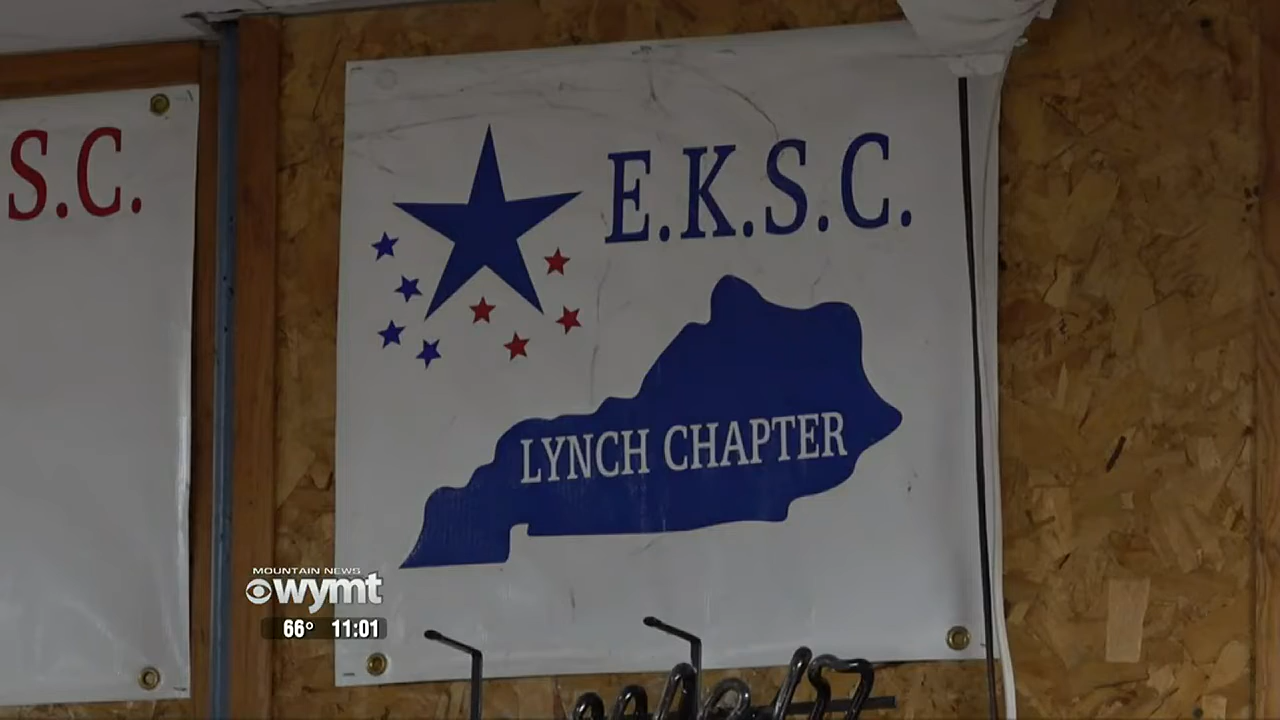 S.C.
E.K.S.C.
LYNCH CHAPTER
MOUNTAIN NEWS
wymt
66° 11:01